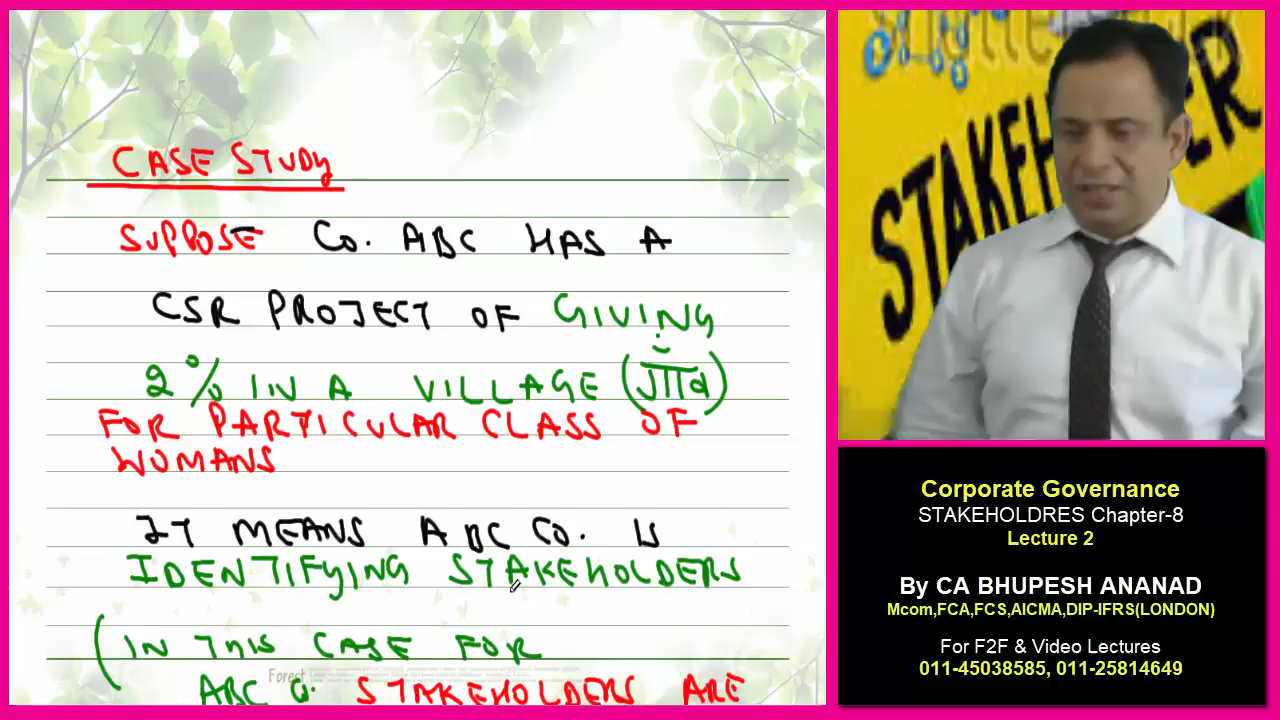 CASE STUDY
SUPPOSE CO. ABC HAS A
CSR PROJECT OF GIVING
2% IN A VILLAGE (गांव)
FOR PARTICULAR CLASS OF
WOMANS
IT MEANS ABC CO. IS
IDENTIFYING STAKEHOLDERS
(IN THIS CASE FOR
Forest
ABC CO. STAKEHOLDERS ARE
STAKEHOLDER
Corporate Governance
STAKEHOLDRES Chapter-8
Lecture 2
By CA BHUPESH ANANAD
Mcom,FCA,FCS,AICMA,DIP-IFRS(LONDON)
For F2F & Video Lectures
011-45038585, 011-25814649